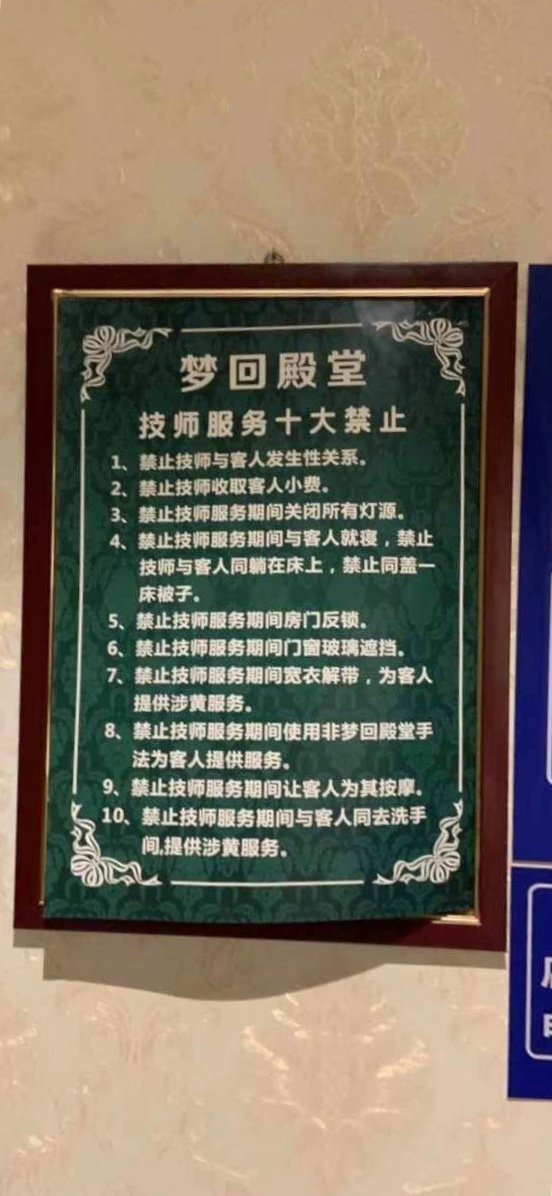 梦回殿堂
技师服务十大禁止
1、禁止技师与客人发生性关系。
2、禁止技师收取客人小费。
3、禁止技师服务期间关闭所有灯源。
4、禁止技师服务期间与客人就寝，禁止
技师与客人同躺在床上，禁止同盖一
床被子。
5、禁止技师服务期间房门反锁。
6、禁止技师服务期间门窗玻璃遮挡。
7、禁止技师服务期间宽衣解带，为客人
提供涉黄服务。
8、禁止技师服务期间使用非梦回殿堂手
法为客人提供服务。
9、禁止技师服务期间让客人为其按摩。
10、禁止技师服务期间与客人同去洗手
间,提供涉黄服务。